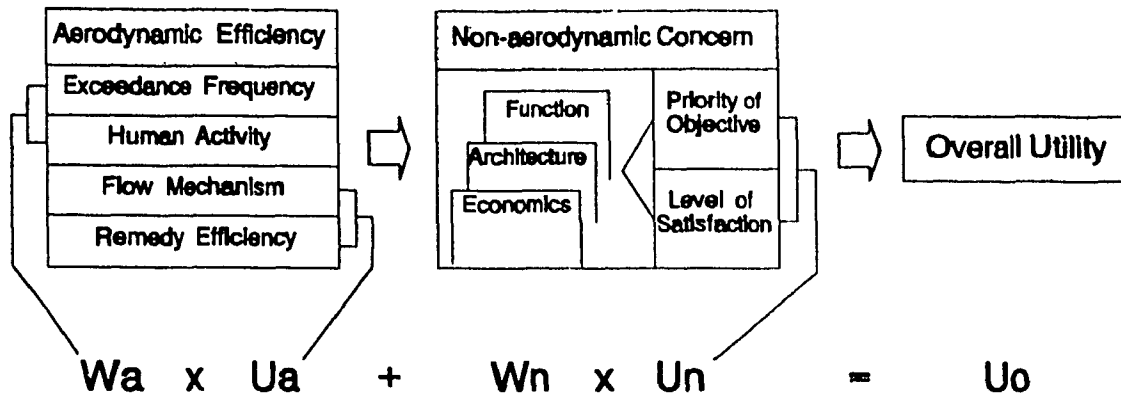 Aerodynamic Efficiency
Exceedance Frequency
Human Activity
Flow Mechanism
Remedy Efficiency
Non-aerodynamic Concern
Function
Architecture
Economics
Priority of
Objective
Level of
Satisfaction
Overall Utility
Wa x Ua + Wn x Un = Uo